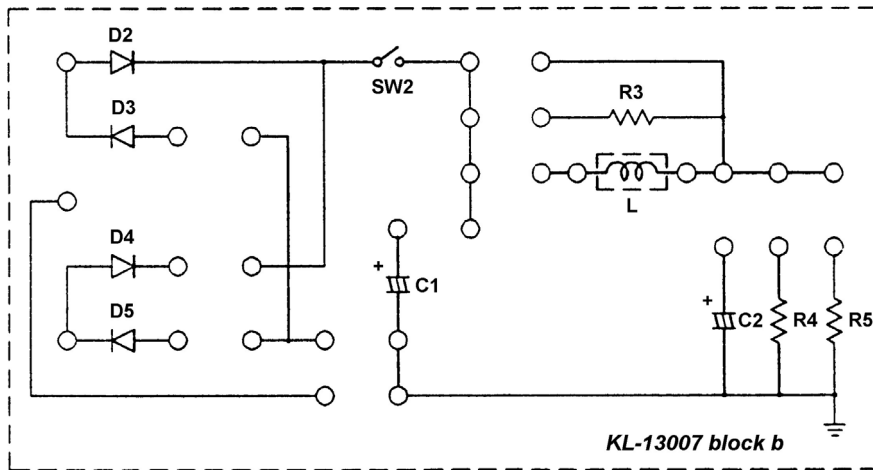 D2
SW2
D3
R3
L
D4
+
C1
D5
+
C2
R4
R5
KL-13007 block b